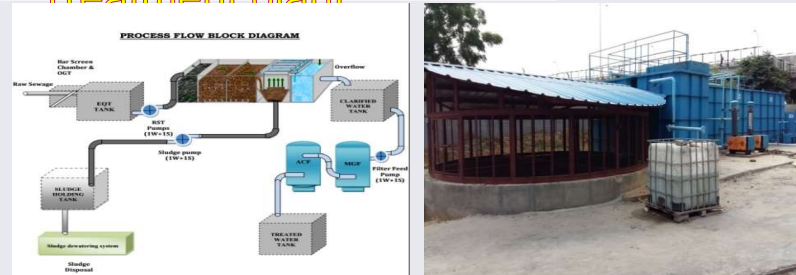 Treatment Plant
PROCESS FLOW BLOCK DIAGRAM
Bar Screen
Chamber &
OGT
Raw Sewage
EQT
TANK
RST
Pumps
(1W+1S)
Overflow
CLARIFIED
WATER
TANK
Sludge pump
(1W+1S)
ACF
MGF
Filter Feed
Pump
(1W+1S)
SLUDGE
HOLDING
TANK
TREATED
WATER
TANK
Sludge dewatering system
Sludge
Disposal